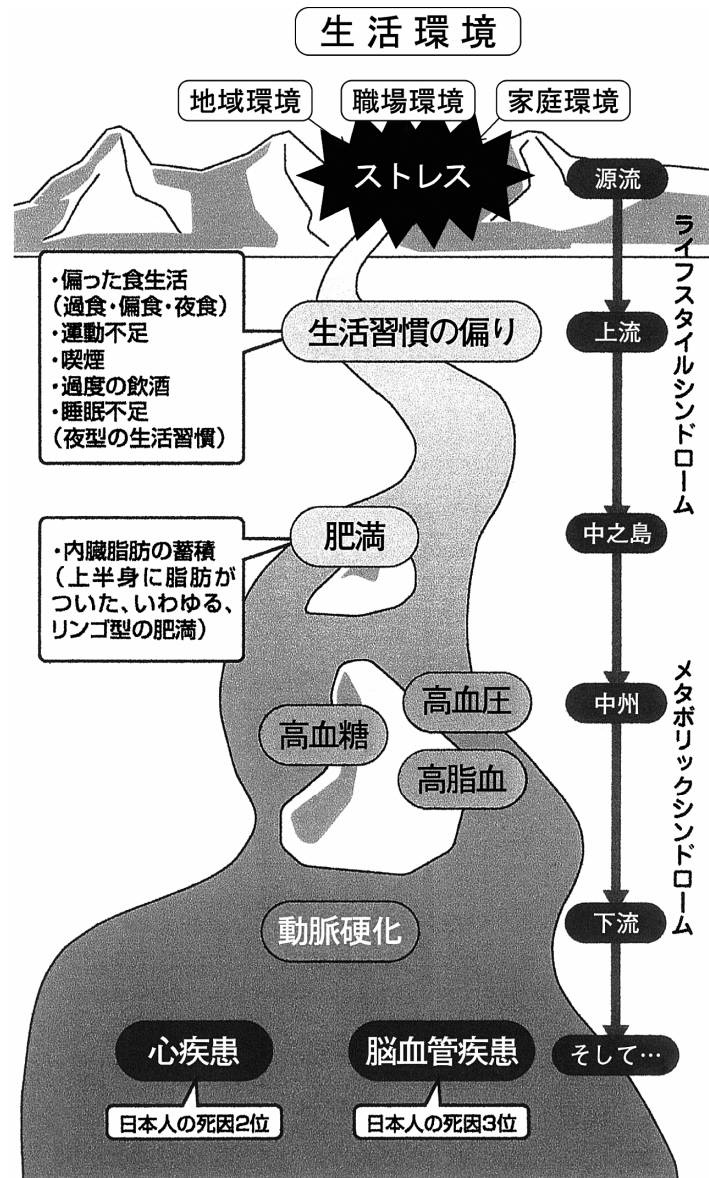 生活環境
地域環境
職場環境
家庭環境
ストレス
源流
・偏った食生活
(過食・偏食・夜食)
・運動不足
・喫煙
・過度の飲酒
・睡眠不足
(夜型の生活習慣)
生活習慣の偏り
上流
ライフスタイルシンドローム
・内臓脂肪の蓄積
(上半身に脂肪が
ついた、いわゆる、
リンゴ型の肥満)
肥満
中之島
高血圧
高血糖
高脂血
中州
メタボリックシンドローム
動脈硬化
下流
心疾患
脳血管疾患
そして…
日本人の死因2位
日本人の死因3位